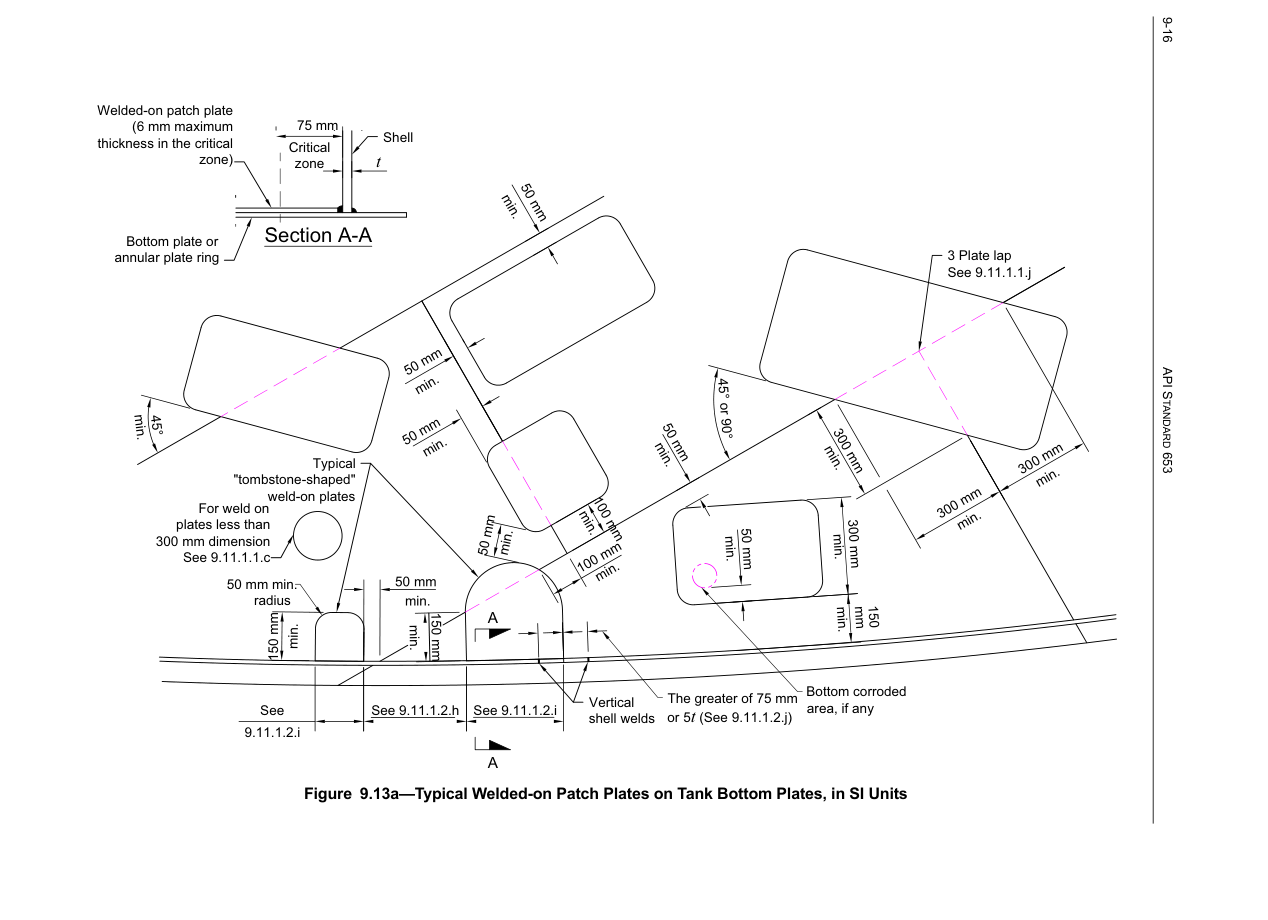 9-16
API STANDARD 653
Welded-on patch plate
(6 mm maximum
thickness in the critical
zone)
75 mm
Critical
zone
Shell
t
Bottom plate or
annular plate ring
Section A-A
50 mm
min.
3 Plate lap
See 9.11.1.1.j
50 mm
min.
50 mm
min.
45°
min.
45° or 90°
50 mm
min.
300 mm
min.
300 mm
min.
300 mm
min.
Typical
"tombstone-shaped"
weld-on plates
For weld on
plates less than
300 mm dimension
See 9.11.1.1.c
50 mm
min.
100 mm
min.
100 mm
min.
50 mm
min.
300 mm
min.
150
mm
min.
50 mm min.
radius
50 mm
min.
150 mm
min.
150 mm
min.
A
See
9.11.1.2.i
See 9.11.1.2.h
See 9.11.1.2.i
Vertical
shell welds
The greater of 75 mm
or 5t (See 9.11.1.2.j)
Bottom corroded
area, if any
A
Figure 9.13a—Typical Welded-on Patch Plates on Tank Bottom Plates, in SI Units